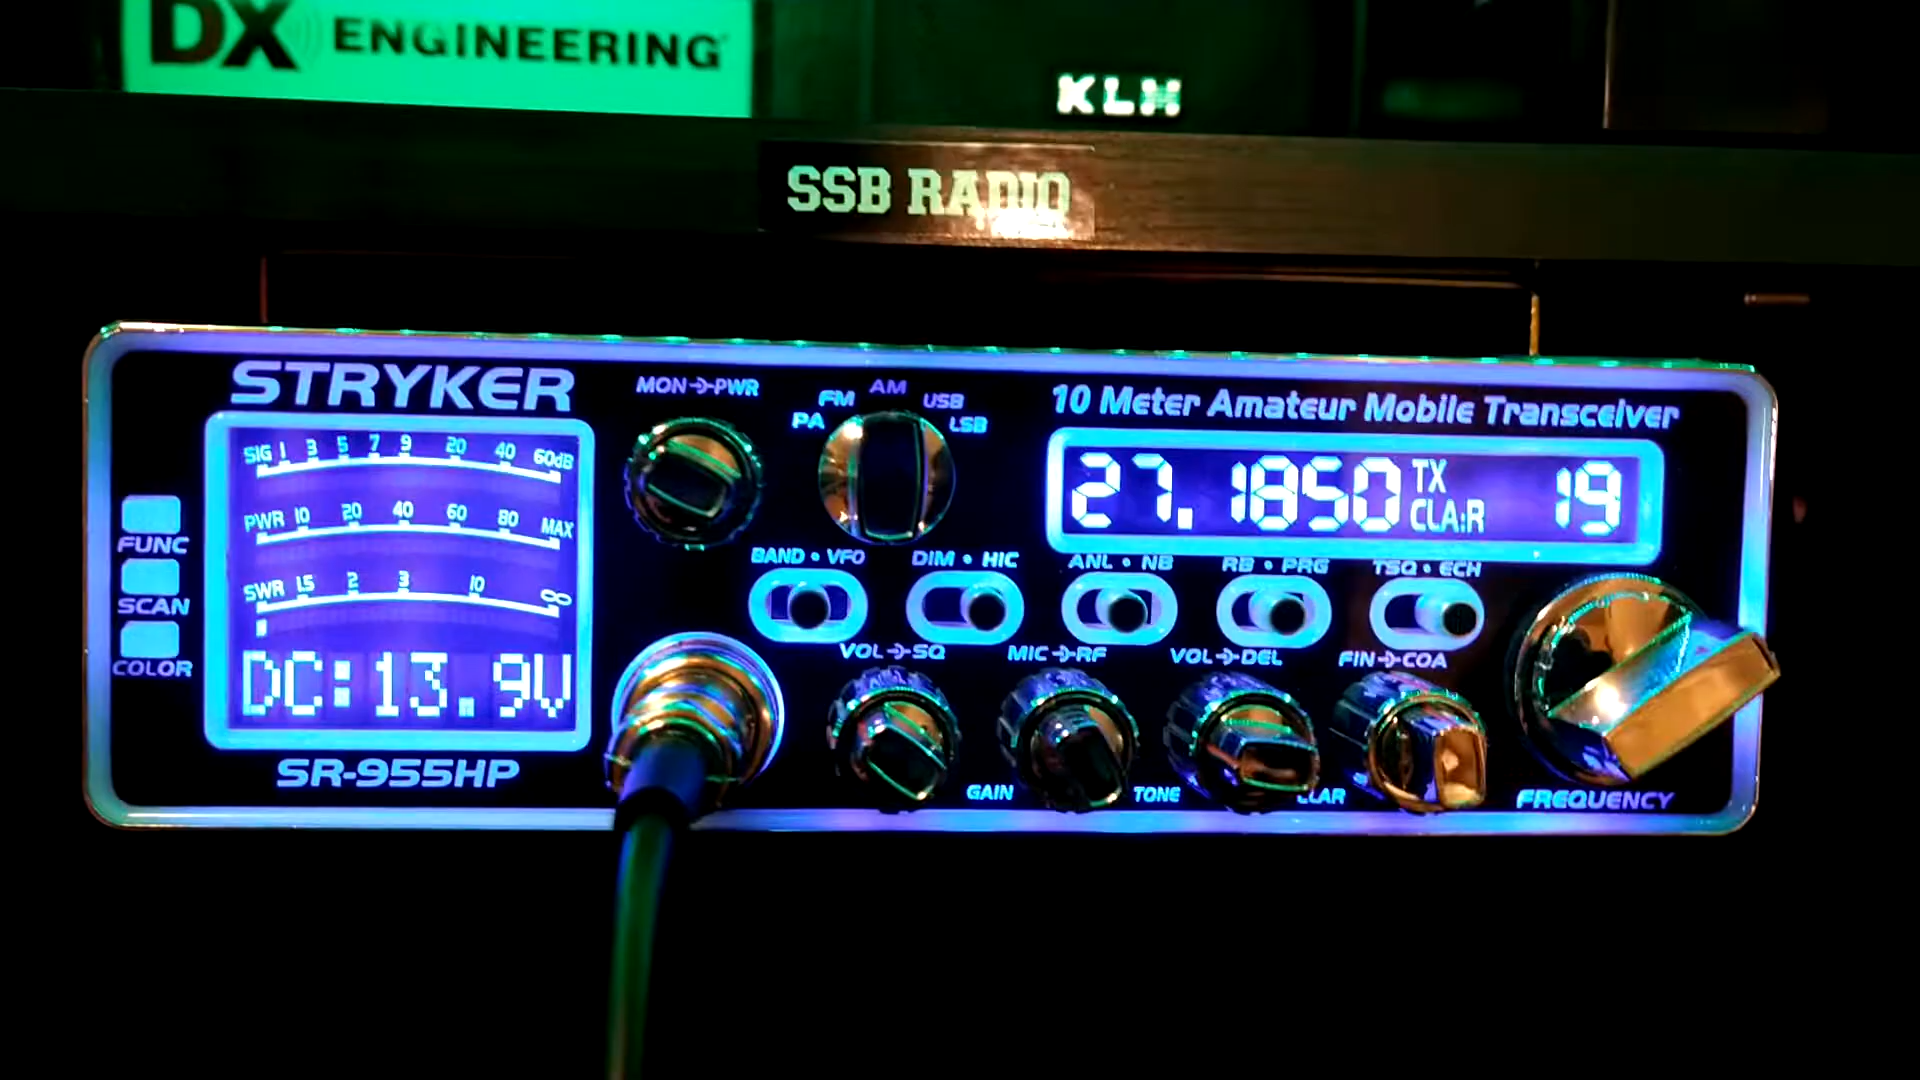 DX ENGINEERING
KLM
SSB RADIO
STRYKER
MON PWR
PA FM AM USB LSB
10 Meter Amateur Mobile Transceiver
SIG 1 3 5 7 9 20 40 60dB
PWR 10 20 40 60 80 MAX
SWR 1.5 2 3 10 ∞
DC:13.9V
27.1850 TX CLA:R 19
FUNC
SCAN
COLOR
BAND • VFO DIM • HIC ANL • NB RB • PRG TSQ • ECH
VOL SQ MIC RF VOL DEL FIN COA
SR-955HP
GAIN TONE CLAR FREQUENCY